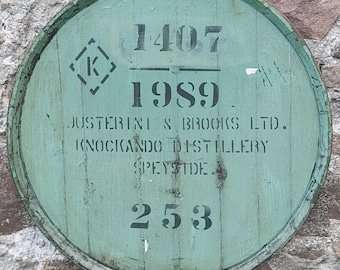 1407
K
1989
JUSTERINI & BROOKS LTD.
KNOCKANDO DISTILLERY
SPEYSIDE.
253